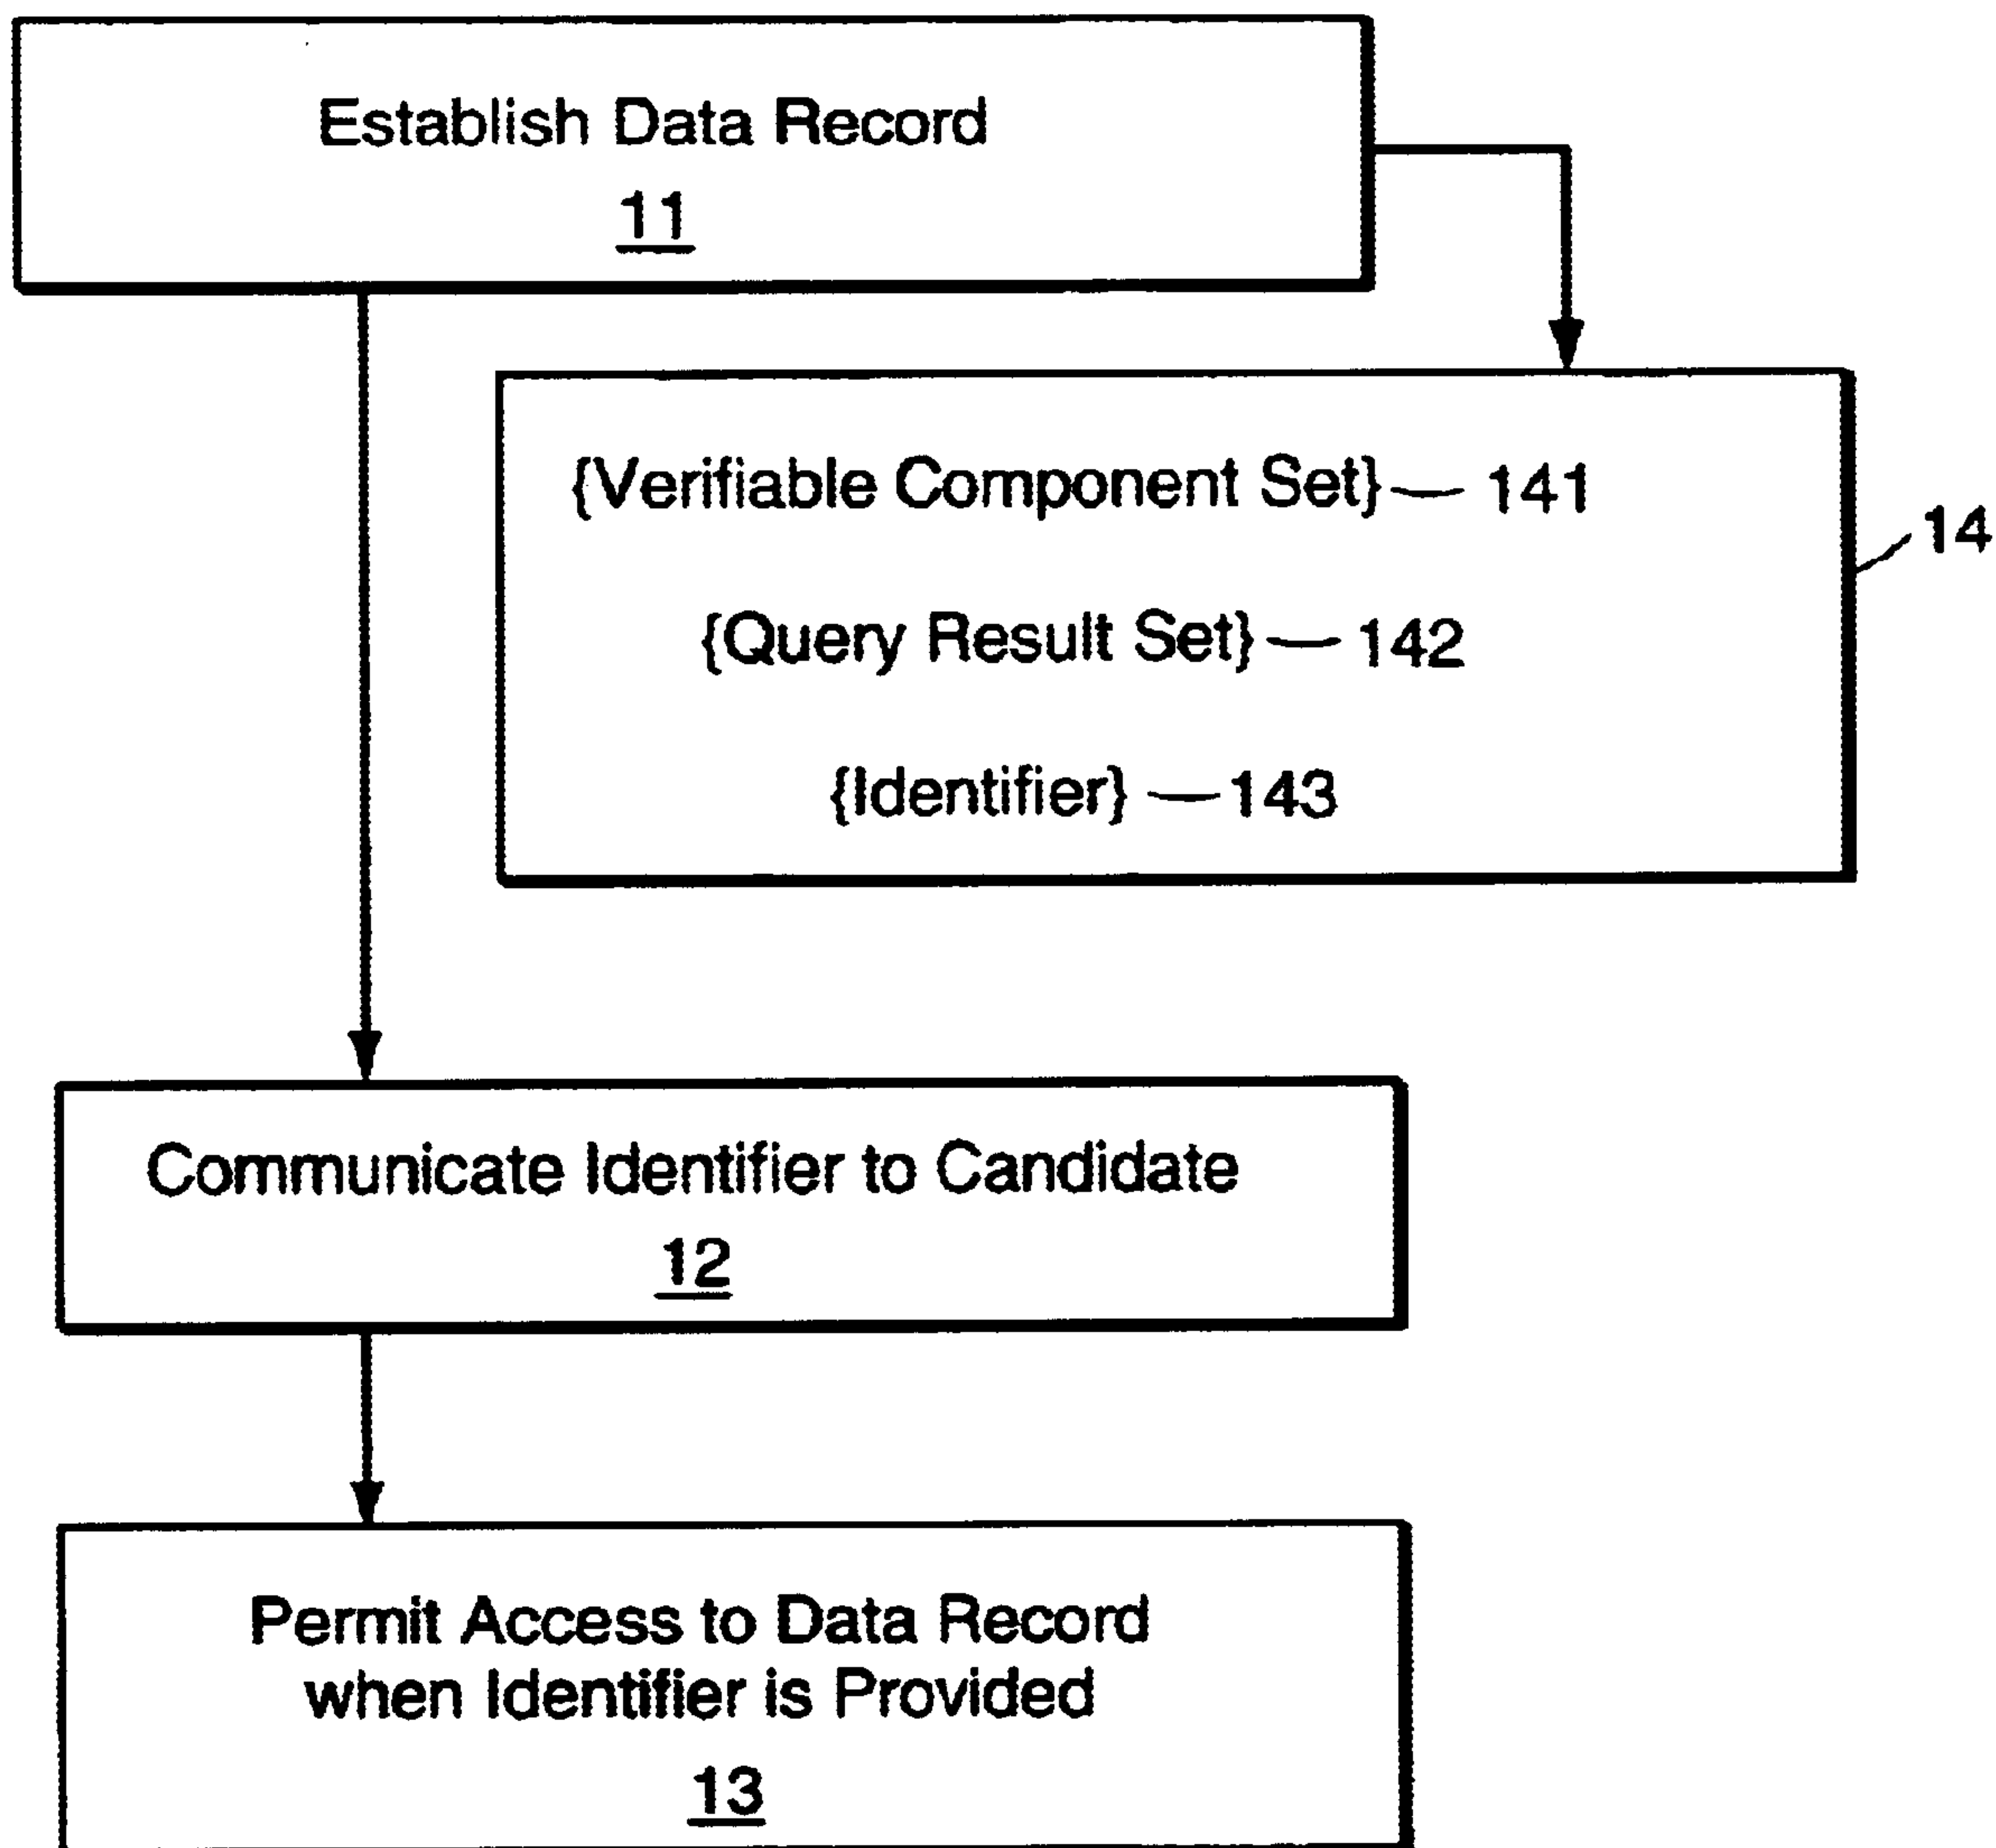 Establish Data Record
11
{Verifiable Component Set} — 141
14
{Query Result Set} — 142
{Identifier} — 143
Communicate Identifier to Candidate
12
Permit Access to Data Record
when Identifier is Provided
13